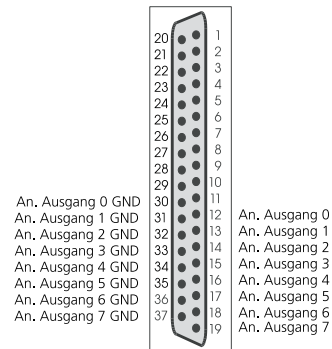 20 1
21 2
22 3
23 4
24 5
25 6
26 7
27 8
28 9
29 10
An. Ausgang 0 GND 30 11
An. Ausgang 1 GND 31 12 An. Ausgang 0
An. Ausgang 2 GND 32 13 An. Ausgang 1
An. Ausgang 3 GND 33 14 An. Ausgang 2
An. Ausgang 4 GND 34 15 An. Ausgang 3
An. Ausgang 5 GND 35 16 An. Ausgang 4
An. Ausgang 6 GND 36 17 An. Ausgang 5
An. Ausgang 7 GND 37 18 An. Ausgang 6
19 An. Ausgang 7